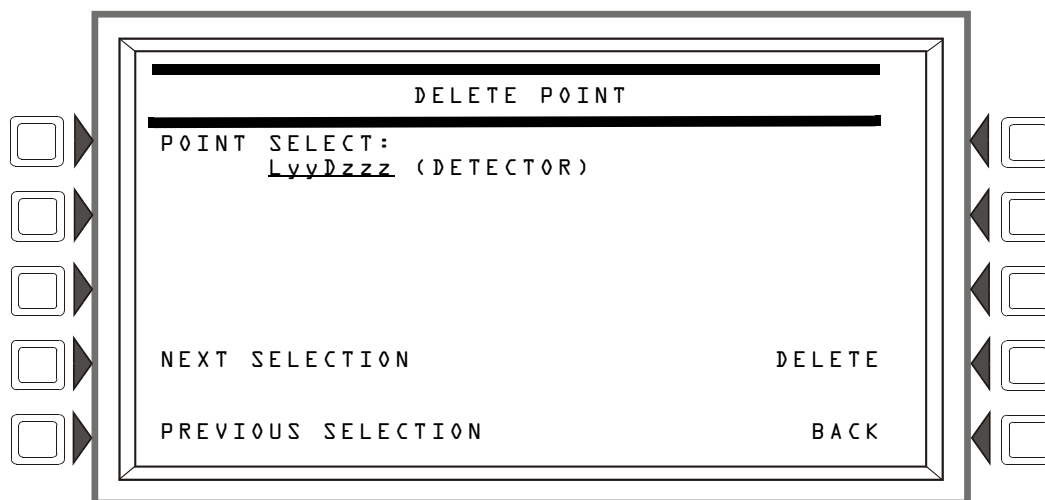 DELETE POINT
POINT SELECT:
LyyDzzz (DETECTOR)
NEXT SELECTION DELETE
PREVIOUS SELECTION BACK